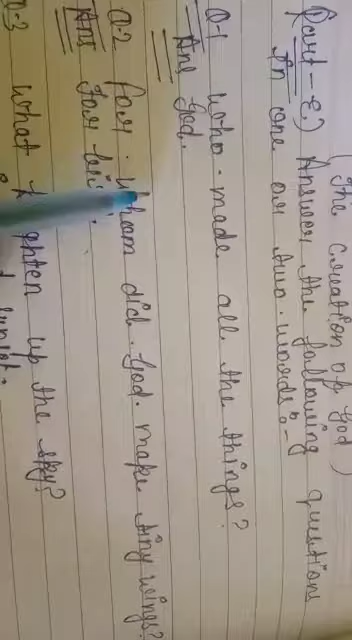 (The creation of God)
Part-E) Answer the following questions
In one or two words:-
Q-1 who made all the things?
Ans God.
Q-2 For whom did God make tiny wings?
Ans For
Q-3 What up the sky?